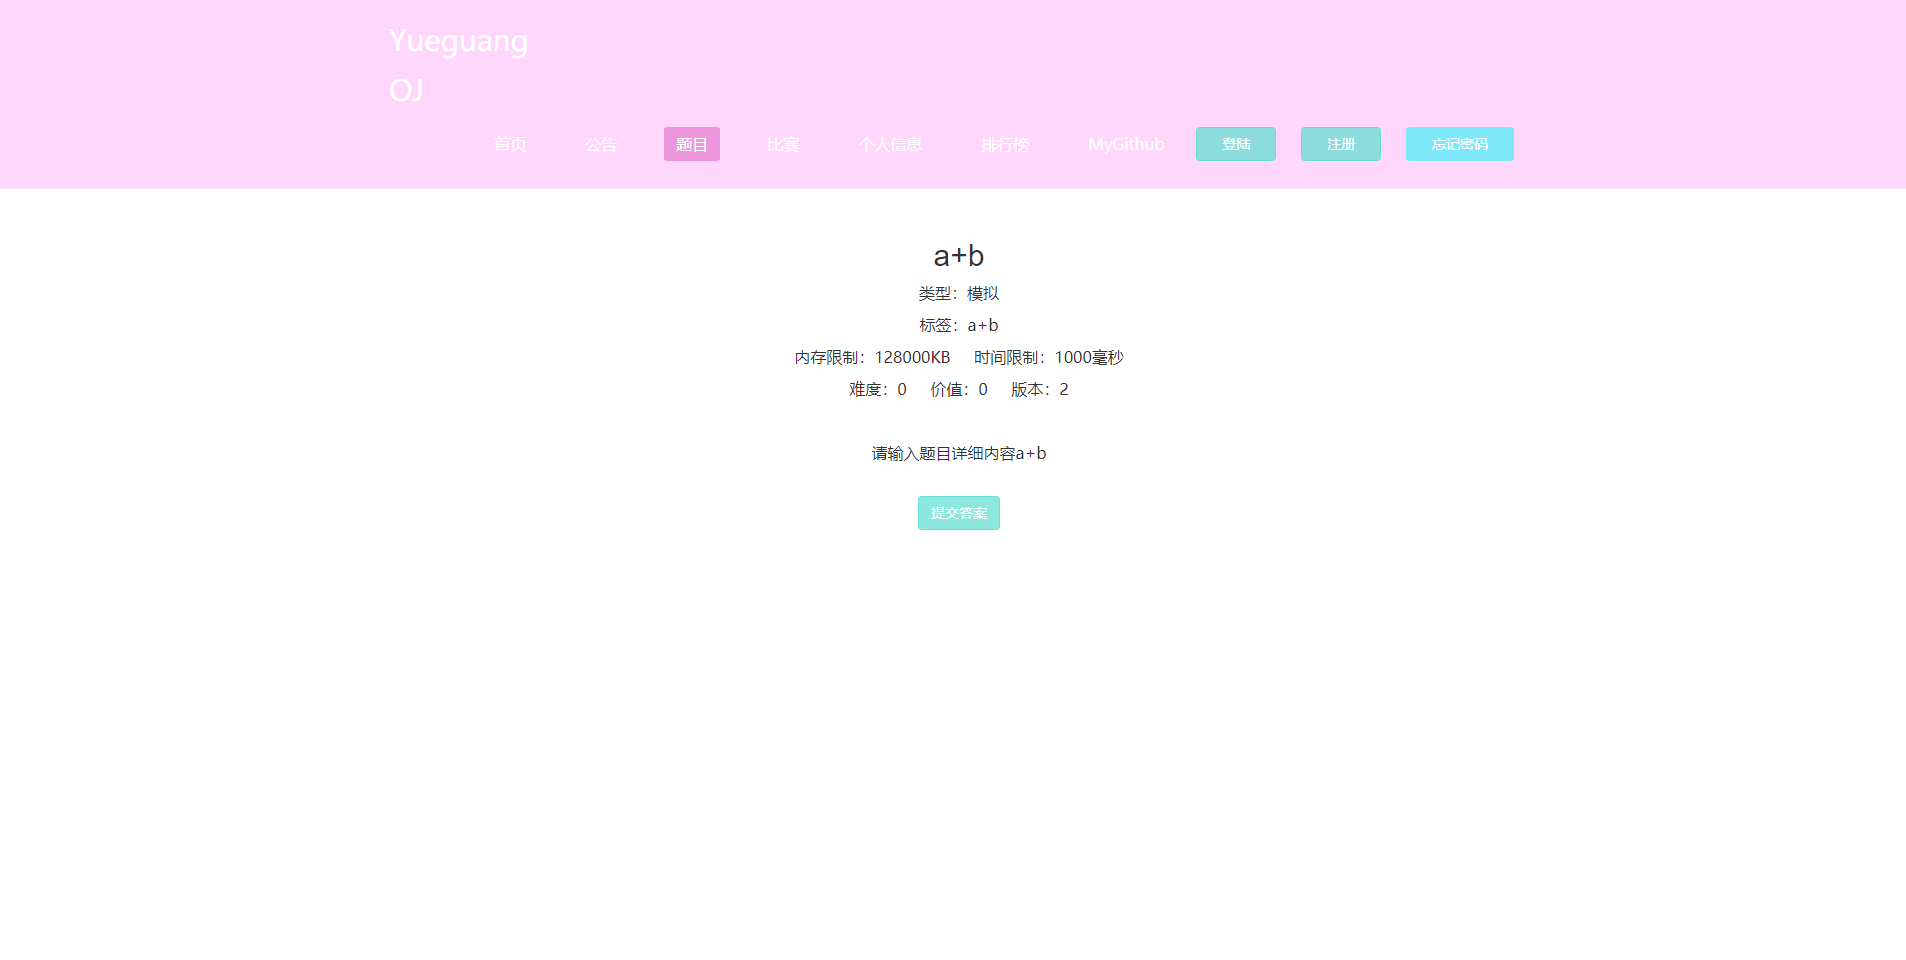 Yueguang
OJ
首页 公告 题目 比赛 个人信息 排行榜 MyGithub 登陆 注册 忘记密码
a+b
类型：模拟
标签：a+b
内存限制：128000KB 时间限制：1000毫秒
难度：0 价值：0 版本：2
请输入题目详细内容a+b
提交答案